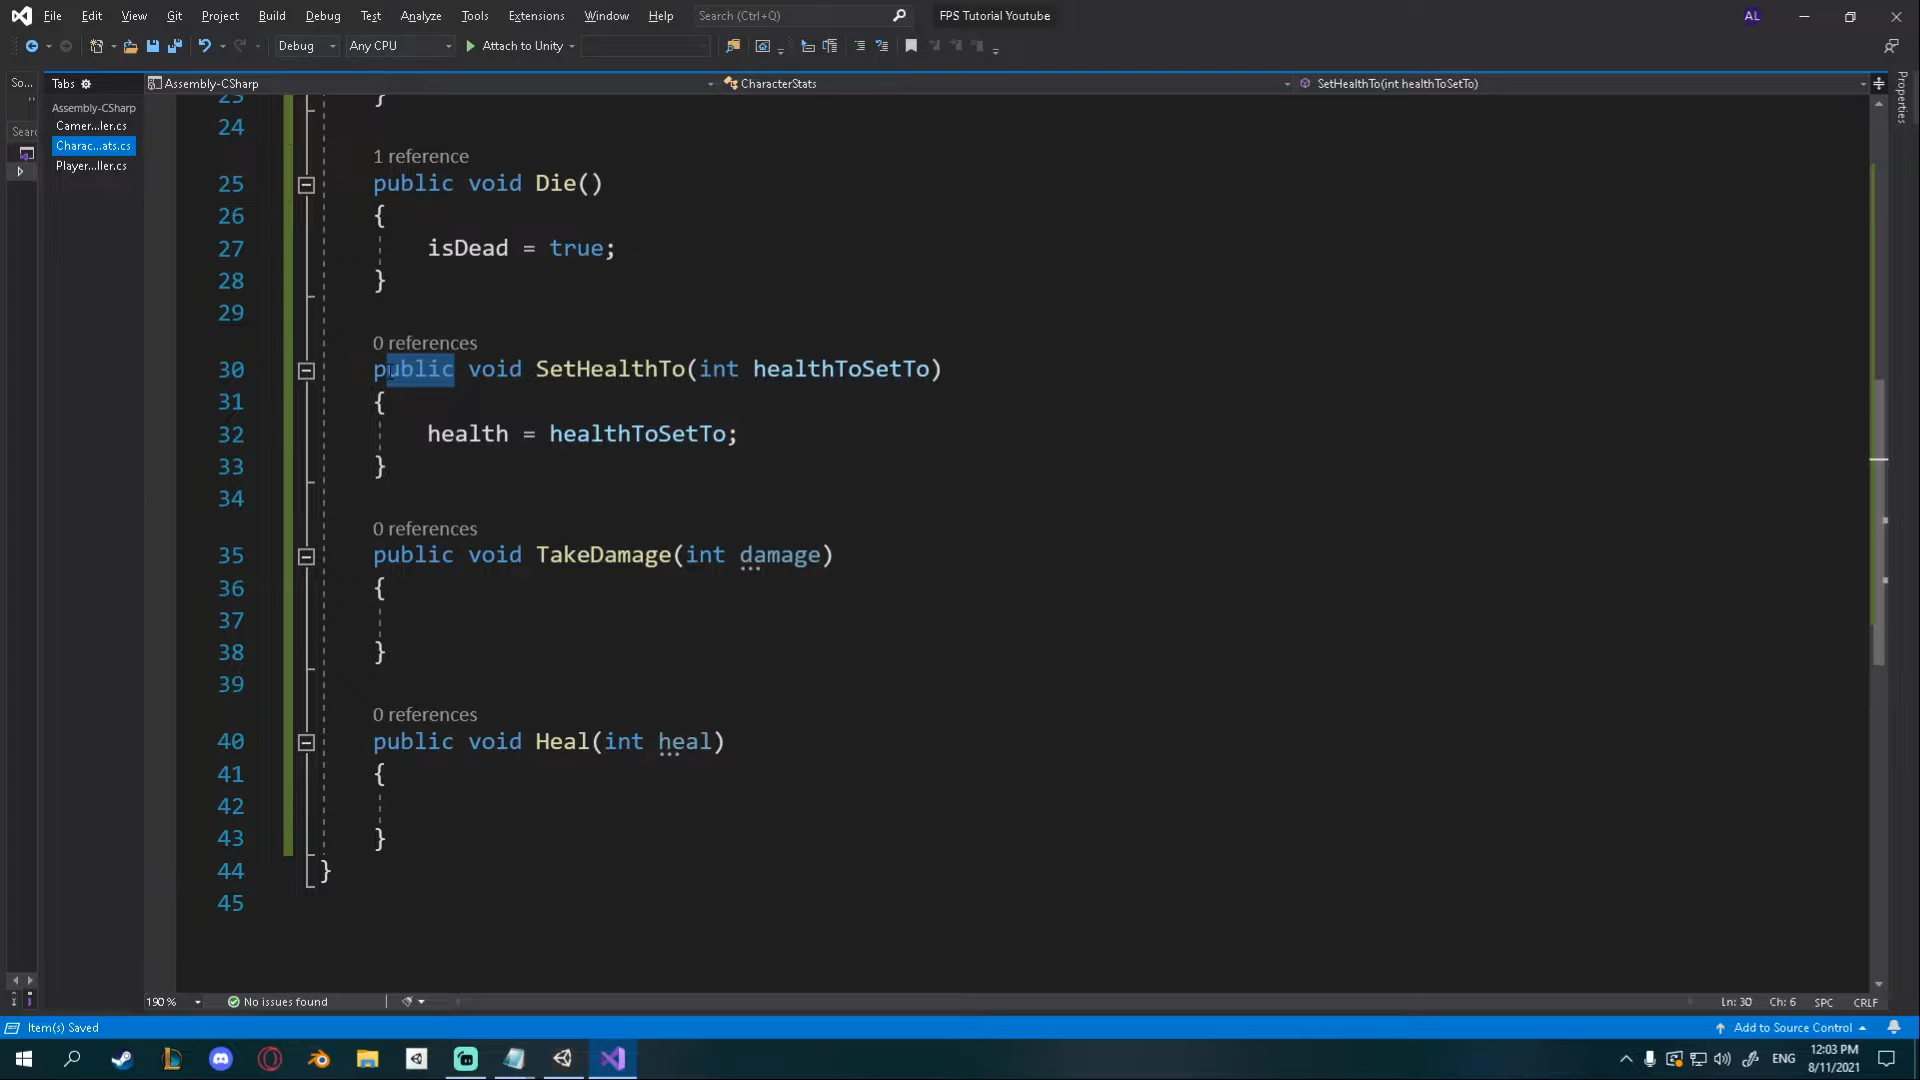 File Edit View Git Project Build Debug Test Analyze Tools Extensions Window Help Search (Ctrl+Q) FPS Tutorial Youtube AL
Debug Any CPU Attach to Unity
So... Tabs Assembly-CSharp CharacterStats SetHealthTo(int healthToSetTo) Properties
Assembly-CSharp
Camer...ler.cs
Charac...ats.cs
Player...ller.cs
23 }
24
1 reference
25 public void Die()
26 {
27 isDead = true;
28 }
29
0 references
30 public void SetHealthTo(int healthToSetTo)
31 {
32 health = healthToSetTo;
33 }
34
0 references
35 public void TakeDamage(int damage)
36 {
37
38 }
39
0 references
40 public void Heal(int heal)
41 {
42
43 }
44 }
45
190 % No issues found Ln: 30 Ch: 6 SPC CRLF
Item(s) Saved Add to Source Control
ENG 12:03 PM
8/11/2021